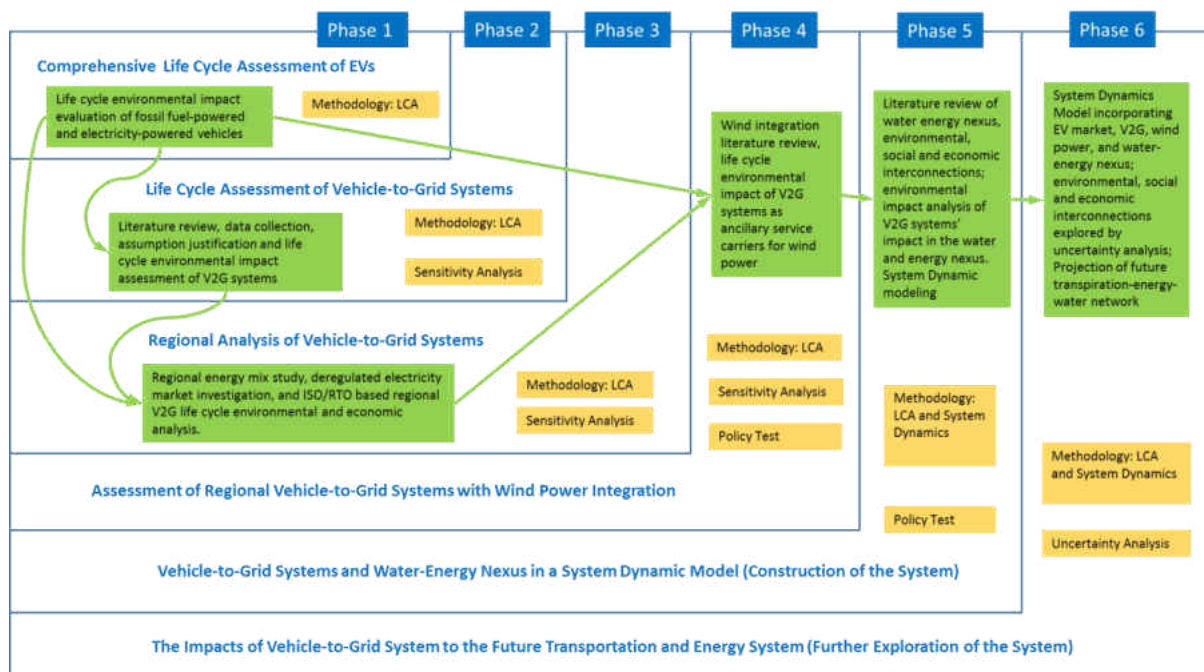 Phase 1
Phase 2
Phase 3
Phase 4
Phase 5
Phase 6
Comprehensive Life Cycle Assessment of EVs
Life cycle environmental impact
evaluation of fossil fuel-powered
and electricity-powered vehicles
Methodology: LCA
Life Cycle Assessment of Vehicle-to-Grid Systems
Literature review, data collection,
assumption justification and life
cycle environmental impact
assessment of V2G systems
Methodology: LCA
Sensitivity Analysis
Regional Analysis of Vehicle-to-Grid Systems
Regional energy mix study, deregulated electricity
market investigation, and ISO/RTO based regional
V2G life cycle environmental and economic
analysis.
Methodology: LCA
Sensitivity Analysis
Wind integration
literature review,
life cycle
environmental
impact of V2G
systems as
ancillary service
carriers for wind
power
Methodology: LCA
Sensitivity Analysis
Policy Test
Assessment of Regional Vehicle-to-Grid Systems with Wind Power Integration
Literature review of
water energy nexus,
environmental,
social and economic
interconnections;
environmental
impact analysis of
V2G systems'
impact in the water
and energy nexus.
System Dynamic
modeling
Methodology:
LCA and System
Dynamics
Policy Test
Vehicle-to-Grid Systems and Water-Energy Nexus in a System Dynamic Model (Construction of the System)
System Dynamics
Model incorporating
EV market, V2G, wind
power, and water-
energy nexus;
environmental, social
and economic
interconnections
explored by
uncertainty analysis;
Projection of future
transpiration-energy-
water network
Methodology: LCA
and System Dynamics
Uncertainty Analysis
The Impacts of Vehicle-to-Grid System to the Future Transportation and Energy System (Further Exploration of the System)